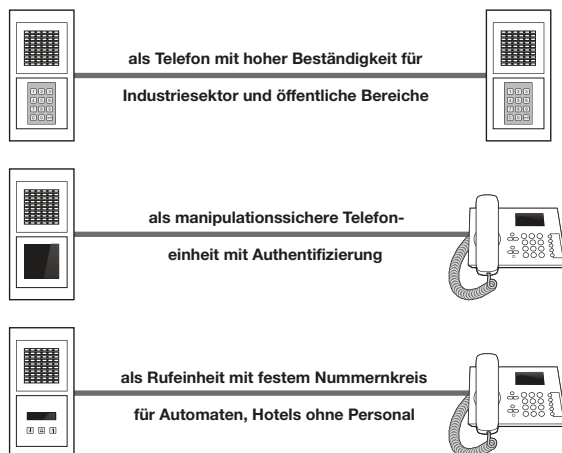 als Telefon mit hoher Beständigkeit für
Industriesektor und öffentliche Bereiche
als manipulationssichere Telefon-
einheit mit Authentifizierung
als Rufeinheit mit festem Nummernkreis
für Automaten, Hotels ohne Personal